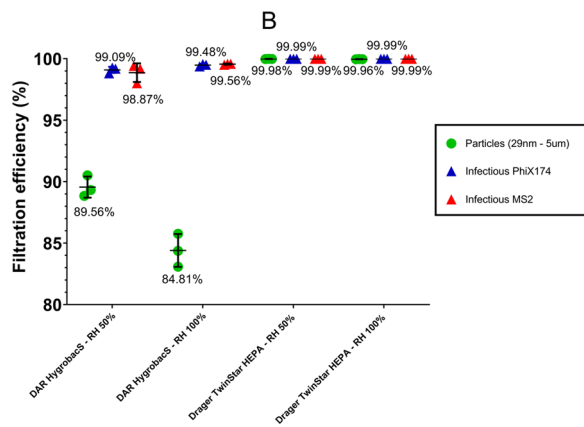 B
Filtration efficiency (%)
100
95
90
85
80
99.09%
98.87%
89.56%
99.48%
99.56%
84.81%
99.99%
99.98%
99.99%
99.99%
99.96%
99.99%
DAR HygrobacS - RH 50%
DAR HygrobacS - RH 100%
Drager TwinStar HEPA - RH 50%
Drager TwinStar HEPA - RH 100%
Particles (29nm - 5um)
Infectious PhiX174
Infectious MS2